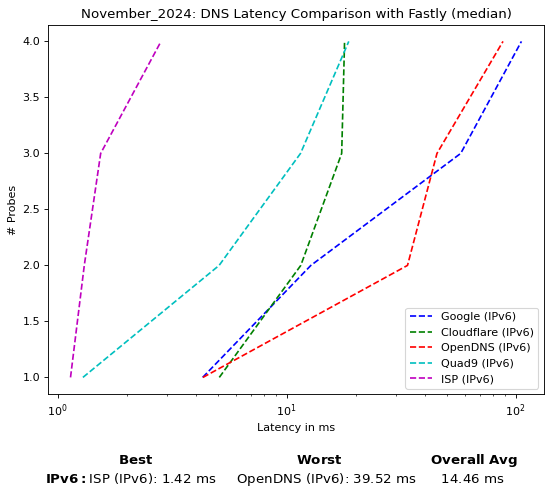 November_2024: DNS Latency Comparison with Fastly (median)
4.0
3.5
3.0
2.5
2.0
1.5
1.0
# Probes
10⁰
10¹
10²
Latency in ms
Google (IPv6)
Cloudflare (IPv6)
OpenDNS (IPv6)
Quad9 (IPv6)
ISP (IPv6)
Best Worst Overall Avg
IPv6: ISP (IPv6): 1.42 ms OpenDNS (IPv6): 39.52 ms 14.46 ms